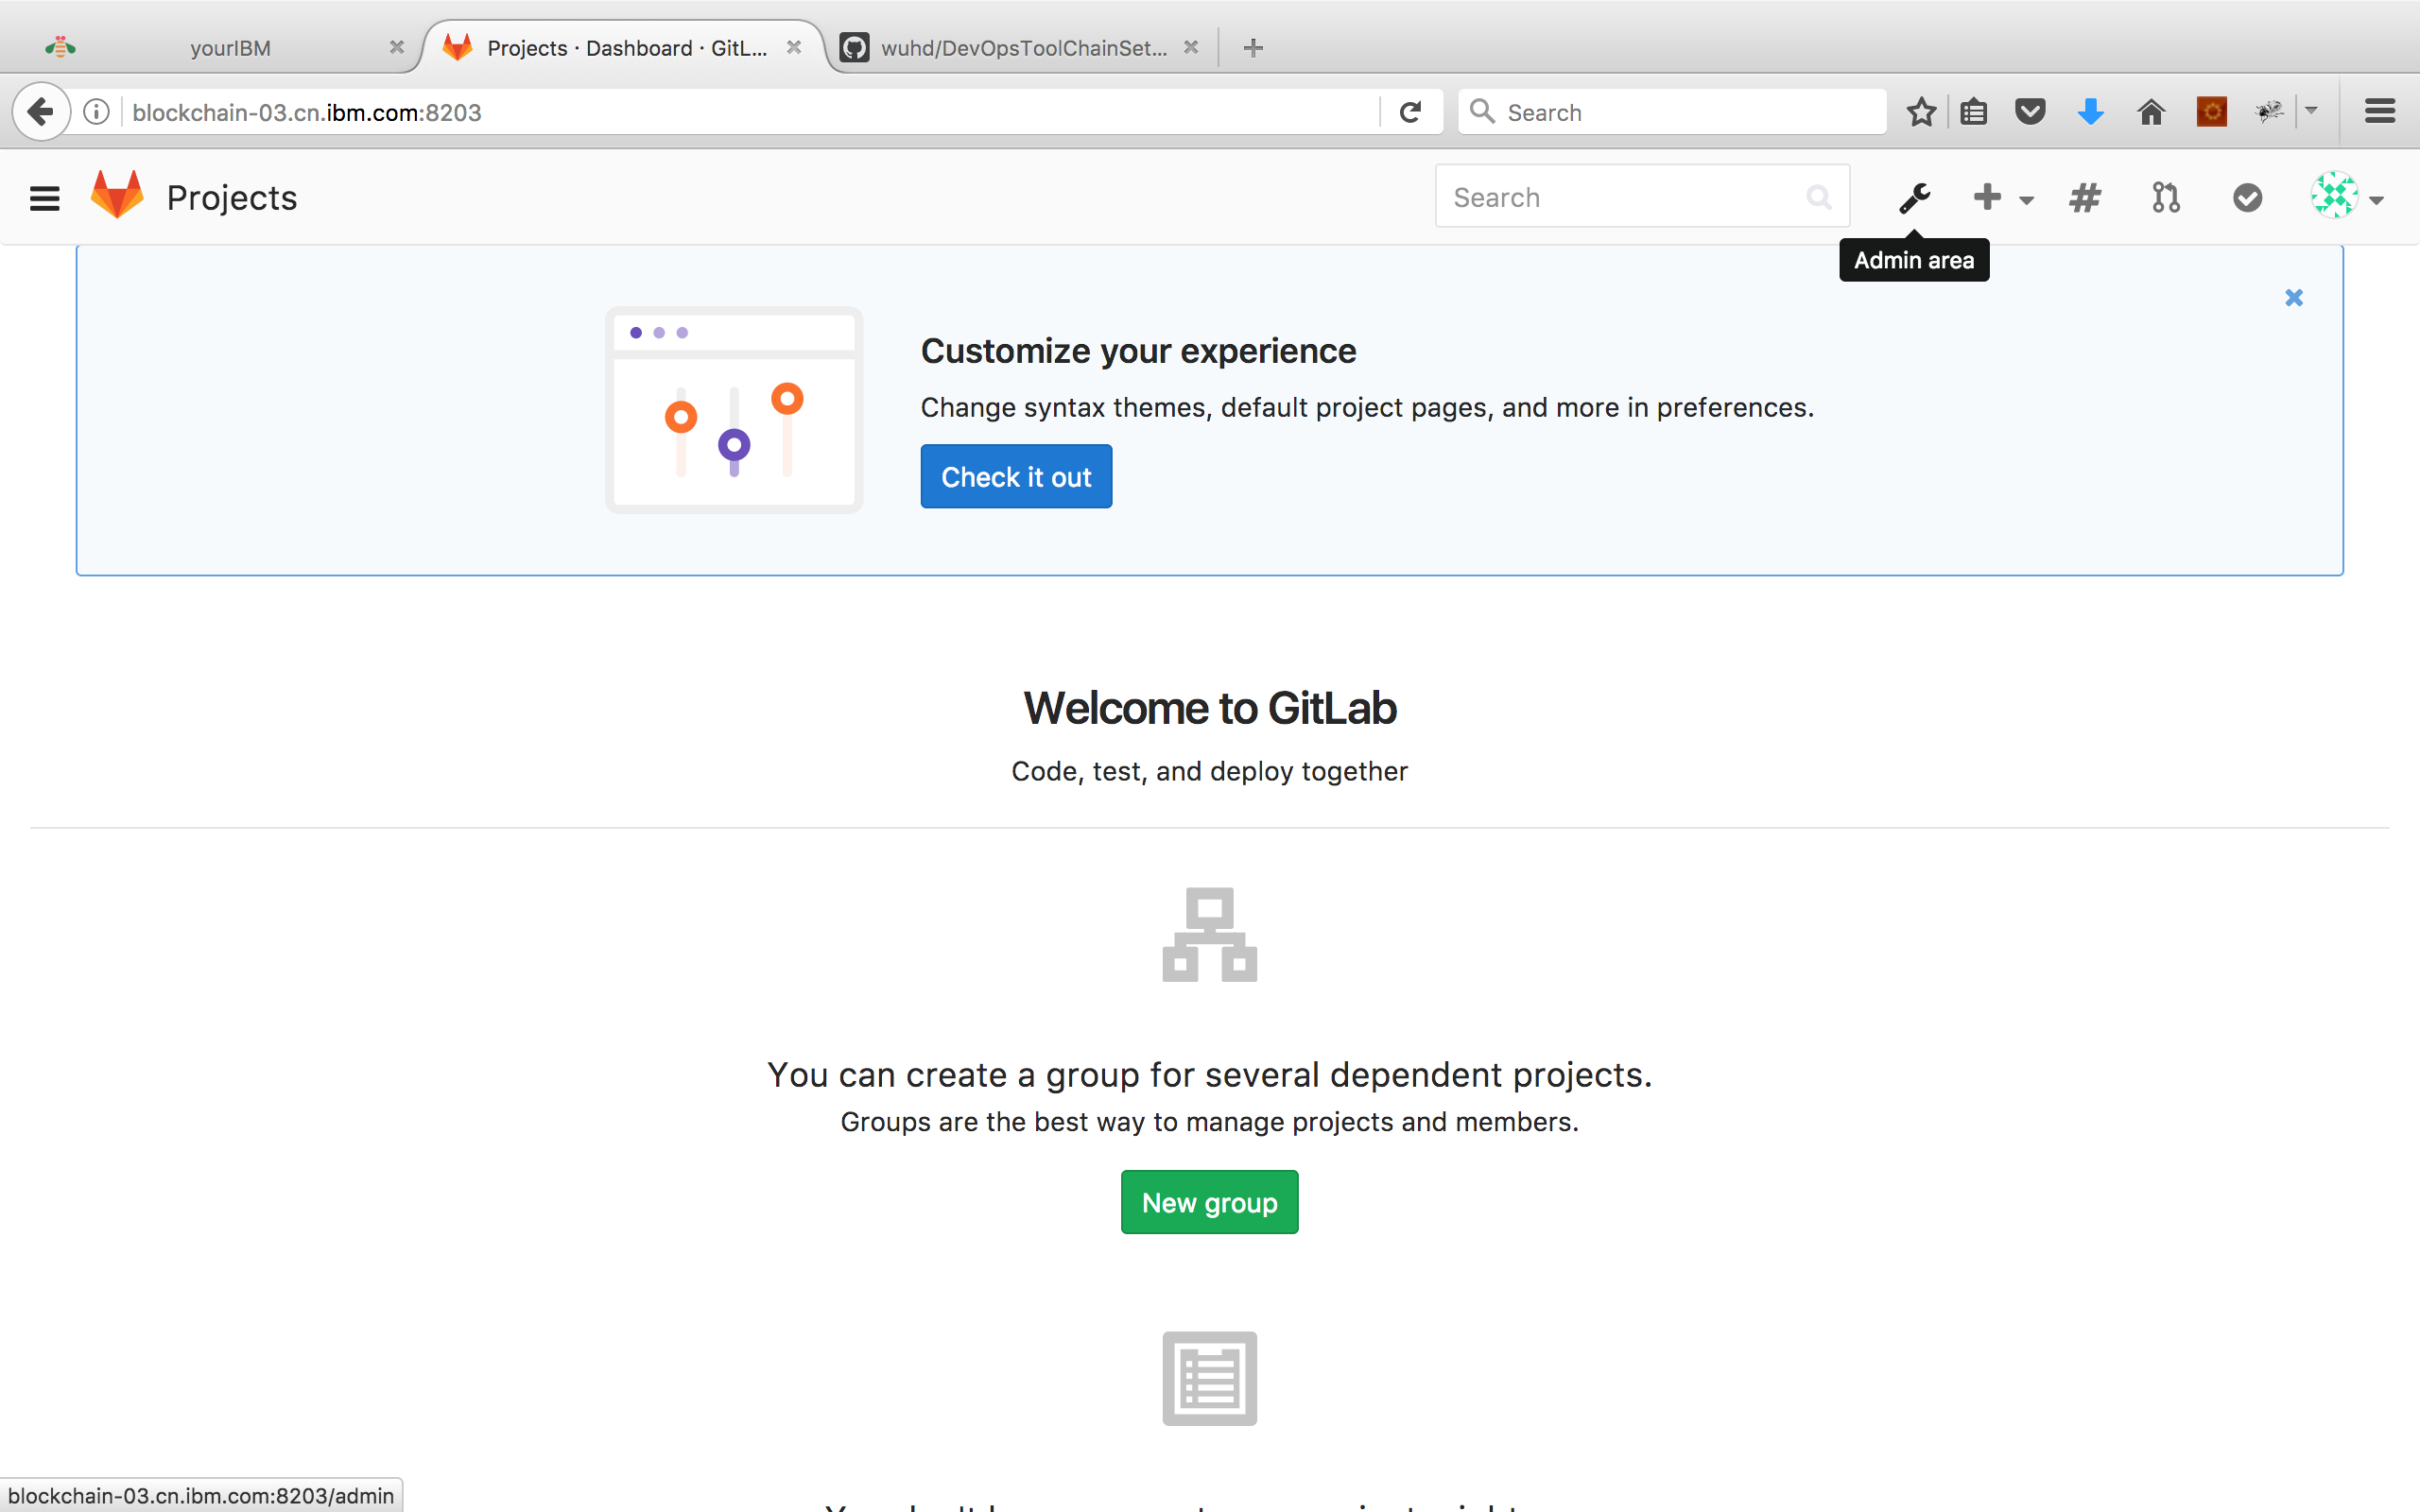 yourIBM
Projects · Dashboard · GitL...
wuhd/DevOpsToolChainSet...
blockchain-03.cn.ibm.com:8203
Search
Projects
Search
Admin area
Customize your experience
Change syntax themes, default project pages, and more in preferences.
Check it out
Welcome to GitLab
Code, test, and deploy together
You can create a group for several dependent projects.
Groups are the best way to manage projects and members.
New group
blockchain-03.cn.ibm.com:8203/admin